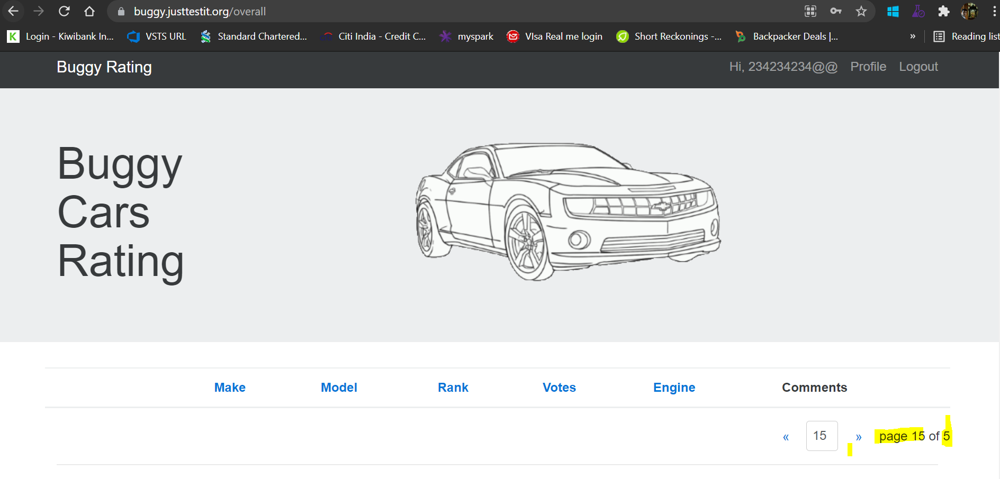 buggy.justtestit.org/overall
K Login - Kiwibank In... VSTS URL Standard Chartered... citi Citi India - Credit C... myspark VIsa Real me login Short Reckonings -... Backpacker Deals |... » Reading list
Buggy Rating Hi, 234234234@@ Profile Logout
Buggy
Cars
Rating
Make Model Rank Votes Engine Comments
« 15 » page 15 of 5